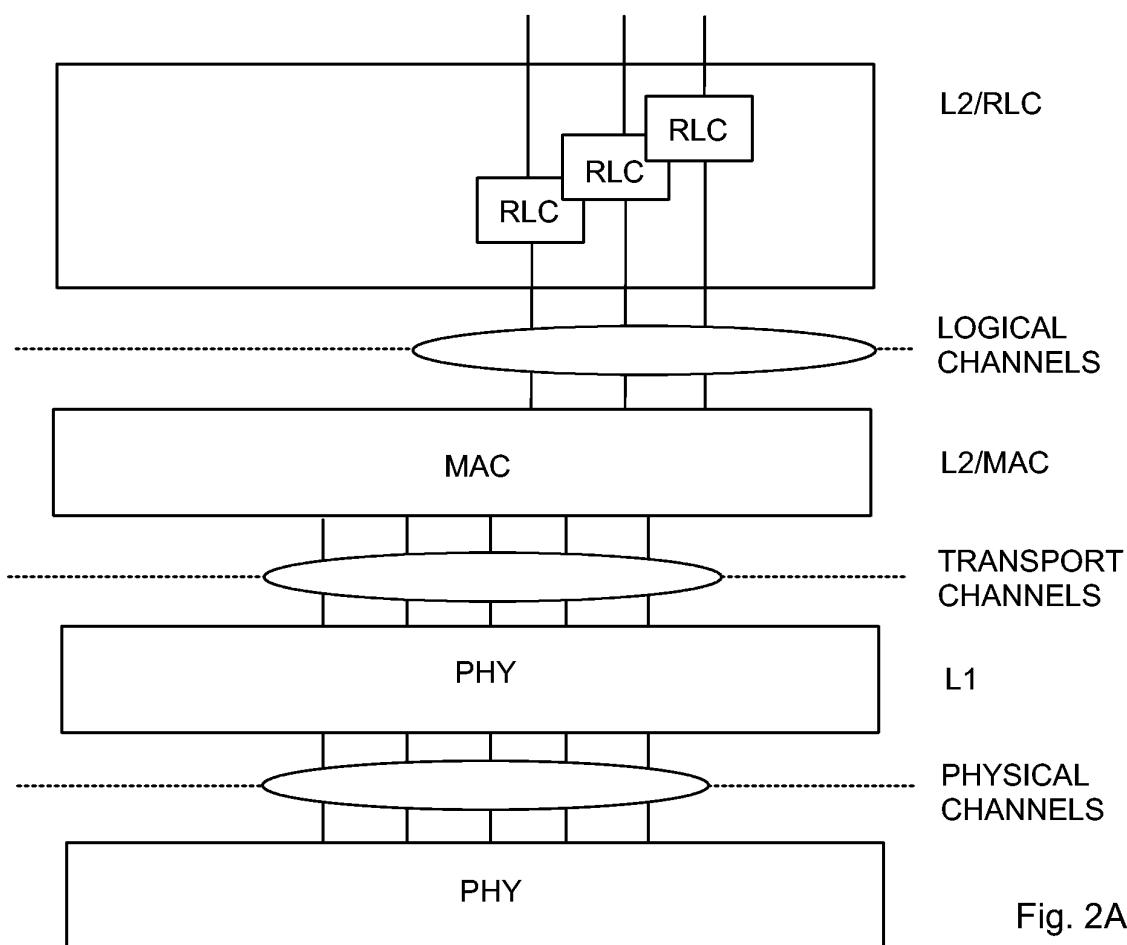 L2/RLC
RLC
RLC
RLC
LOGICAL
CHANNELS
MAC
L2/MAC
TRANSPORT
CHANNELS
PHY
L1
PHYSICAL
CHANNELS
PHY
Fig. 2A